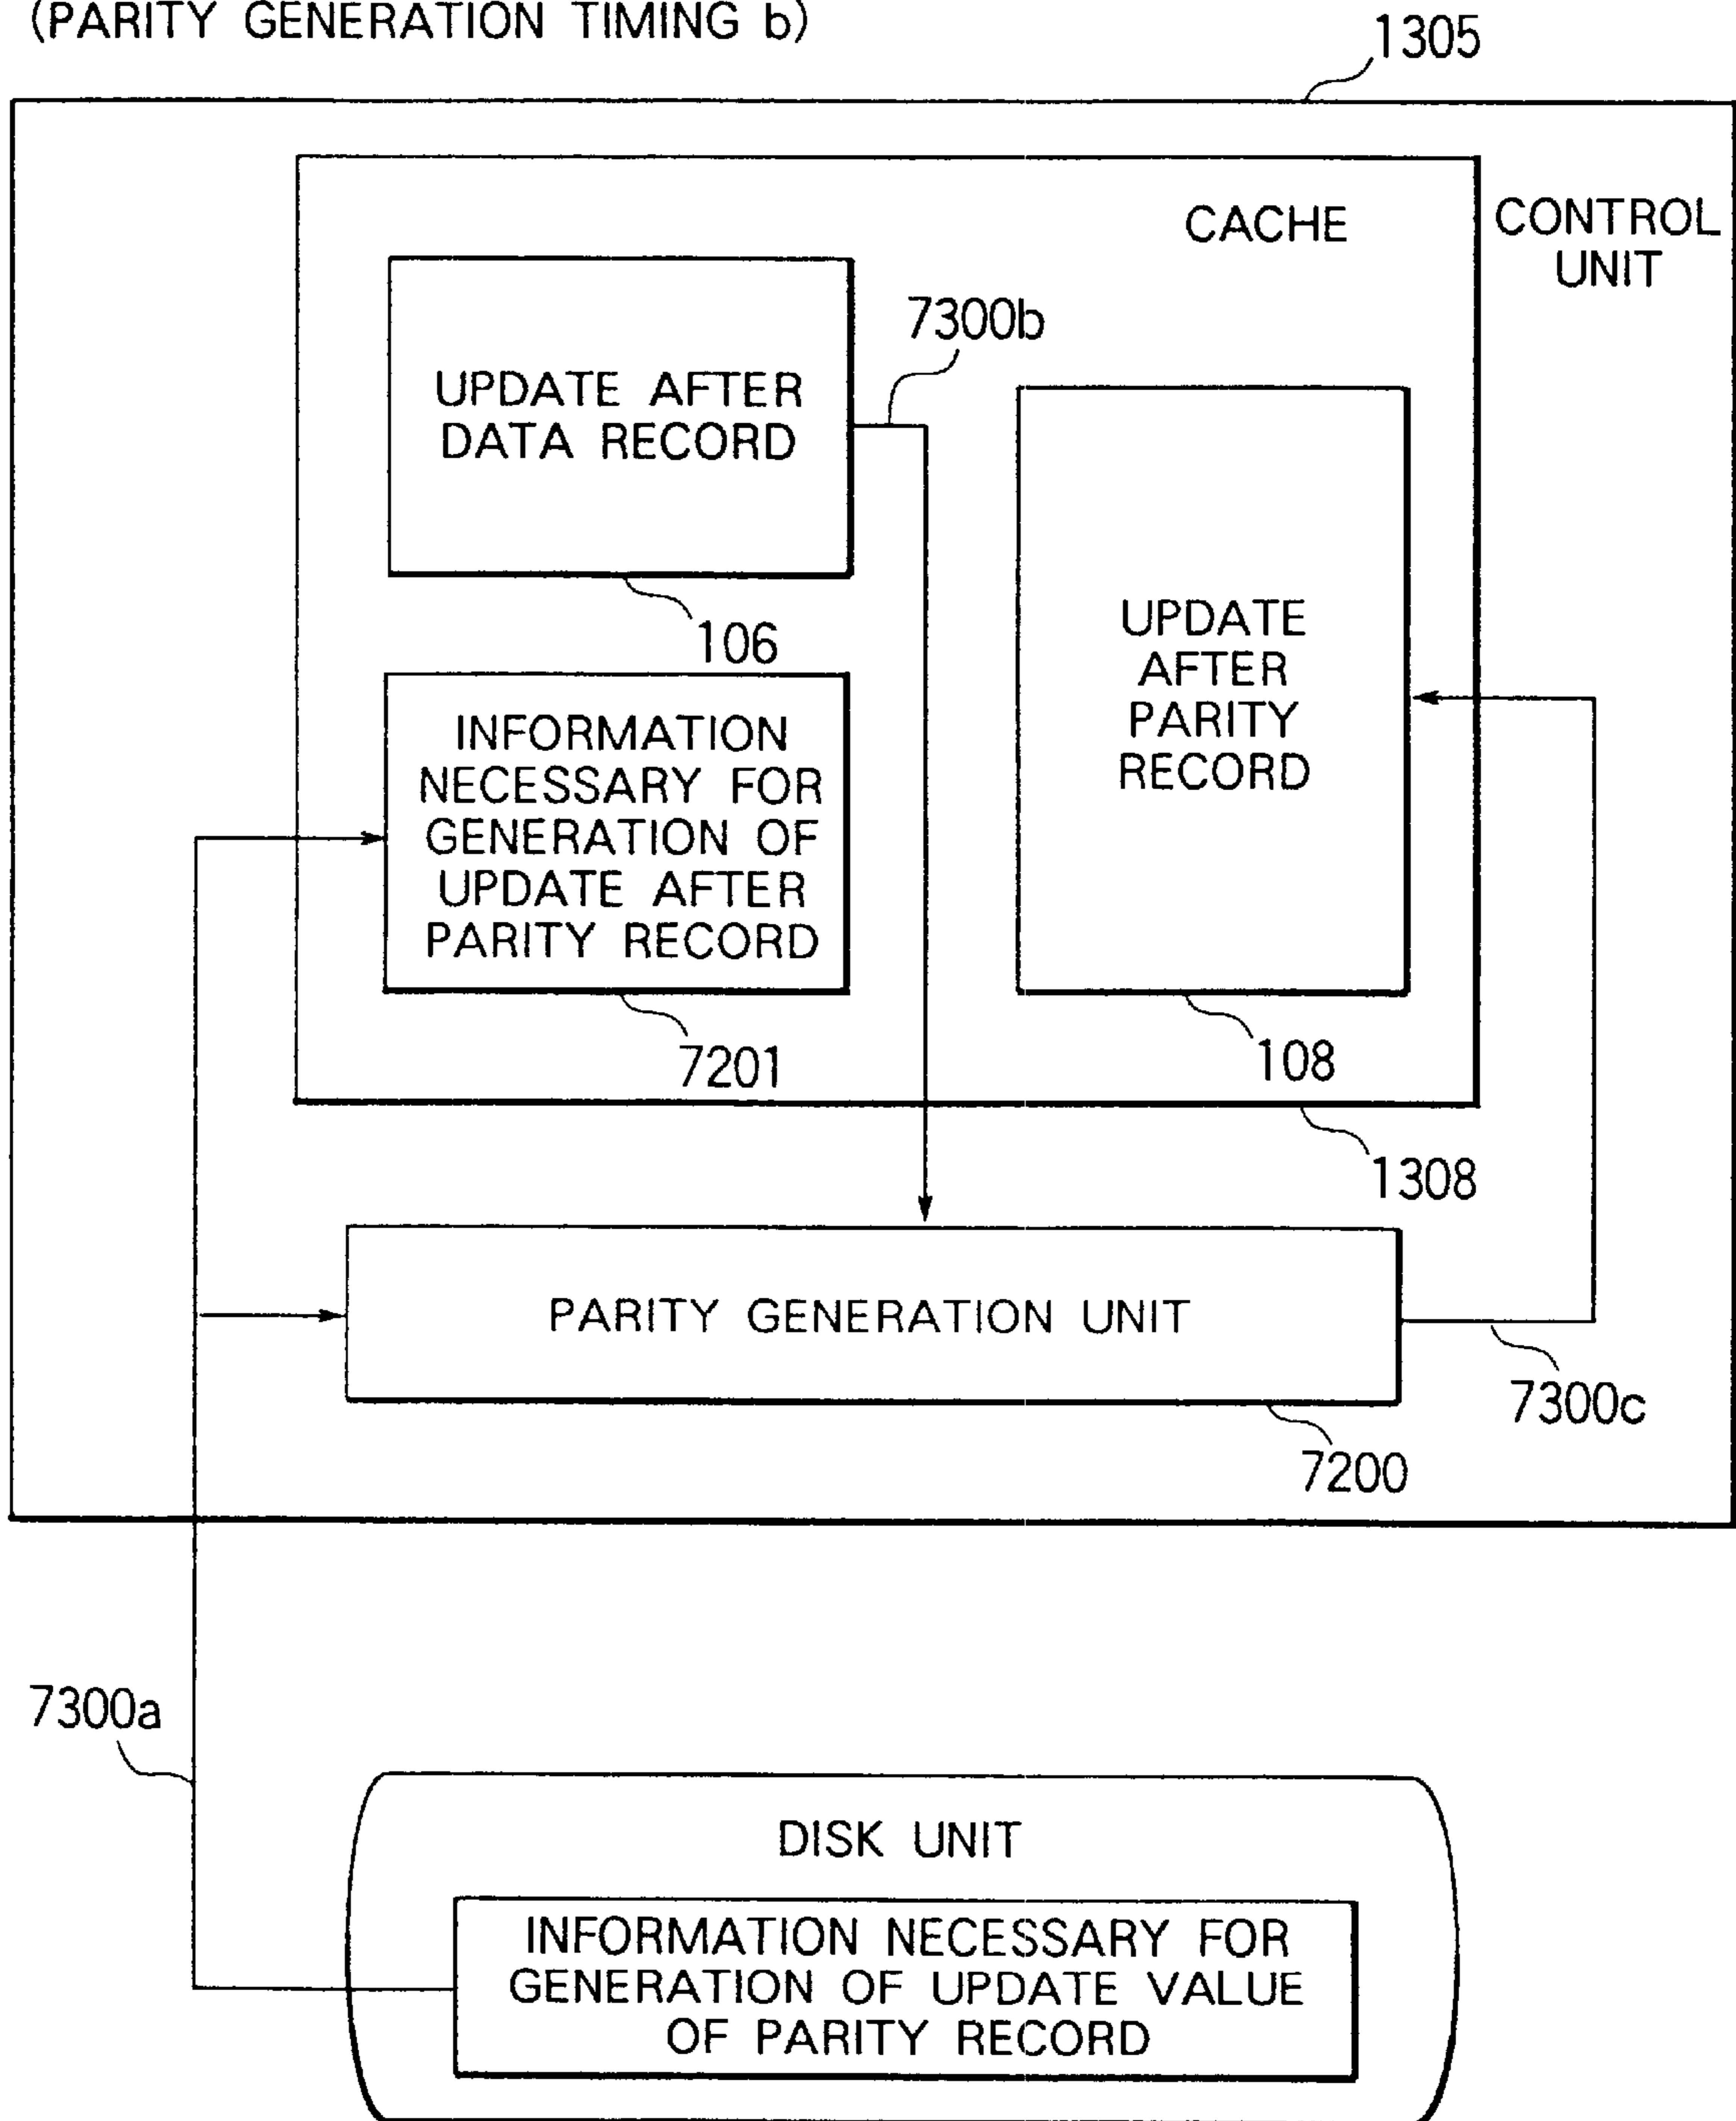 (PARITY GENERATION TIMING b)
1305
CACHE
CONTROL
UNIT
7300b
UPDATE AFTER
DATA RECORD
106
UPDATE
AFTER
PARITY
RECORD
INFORMATION
NECESSARY FOR
GENERATION OF
UPDATE AFTER
PARITY RECORD
7201
108
1308
PARITY GENERATION UNIT
7300c
7200
7300a
DISK UNIT
INFORMATION NECESSARY FOR
GENERATION OF UPDATE VALUE
OF PARITY RECORD